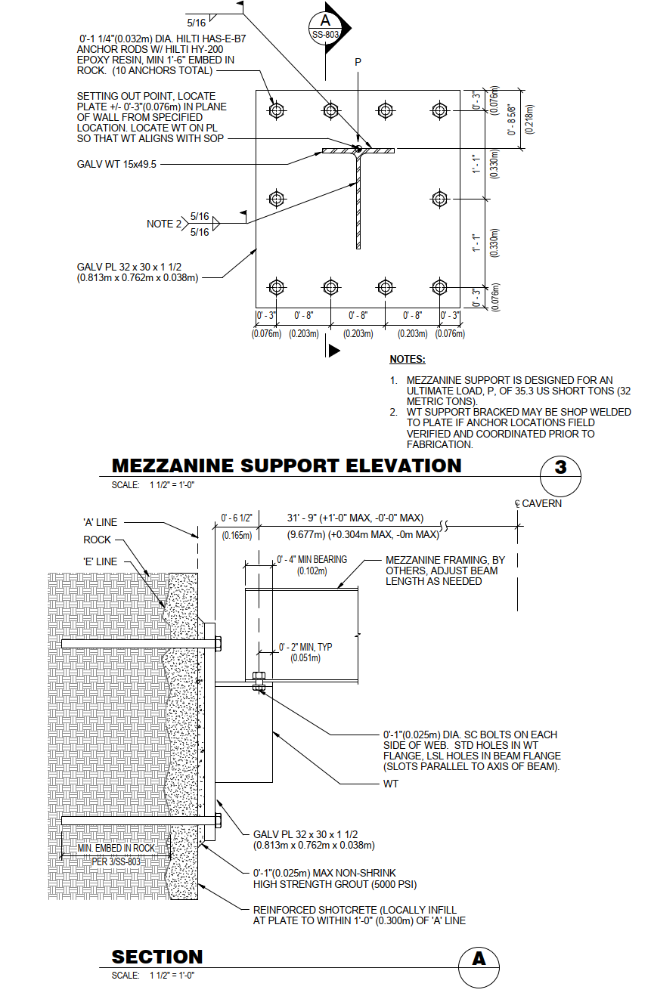 5/16
A
SS-803
0'-1 1/4"(0.032m) DIA. HILTI HAS-E-B7
ANCHOR RODS W/ HILTI HY-200
EPOXY RESIN, MIN 1'-6" EMBED IN
ROCK. (10 ANCHORS TOTAL)
P
SETTING OUT POINT, LOCATE
PLATE +/- 0'-3"(0.076m) IN PLANE
OF WALL FROM SPECIFIED
LOCATION. LOCATE WT ON PL
SO THAT WT ALIGNS WITH SOP
GALV WT 15x49.5
NOTE 2
5/16
5/16
GALV PL 32 x 30 x 1 1/2
(0.813m x 0.762m x 0.038m)
0' - 3"
(0.076m)
0' - 8 5/8"
(0.218m)
1' - 1"
(0.330m)
1' - 1"
(0.330m)
0' - 3"
(0.076m)
0' - 3" 0' - 8" 0' - 8" 0' - 8" 0' - 3"
(0.076m) (0.203m) (0.203m) (0.203m) (0.076m)
NOTES:
1. MEZZANINE SUPPORT IS DESIGNED FOR AN
ULTIMATE LOAD, P, OF 35.3 US SHORT TONS (32
METRIC TONS).
2. WT SUPPORT BRACKED MAY BE SHOP WELDED
TO PLATE IF ANCHOR LOCATIONS FIELD
VERIFIED AND COORDINATED PRIOR TO
FABRICATION.
MEZZANINE SUPPORT ELEVATION
3
SCALE: 1 1/2" = 1'-0"
℄ CAVERN
'A' LINE
ROCK
'E' LINE
0' - 6 1/2"
(0.165m)
31' - 9" (+1'-0" MAX, -0'-0" MAX)
(9.677m) (+0.304m MAX, -0m MAX)
0' - 4" MIN BEARING
(0.102m)
MEZZANINE FRAMING, BY
OTHERS, ADJUST BEAM
LENGTH AS NEEDED
0' - 2" MIN, TYP
(0.051m)
0'-1"(0.025m) DIA. SC BOLTS ON EACH
SIDE OF WEB. STD HOLES IN WT
FLANGE, LSL HOLES IN BEAM FLANGE
(SLOTS PARALLEL TO AXIS OF BEAM).
WT
GALV PL 32 x 30 x 1 1/2
(0.813m x 0.762m x 0.038m)
MIN. EMBED IN ROCK
PER 3/SS-803
0'-1"(0.025m) MAX NON-SHRINK
HIGH STRENGTH GROUT (5000 PSI)
REINFORCED SHOTCRETE (LOCALLY INFILL
AT PLATE TO WITHIN 1'-0" (0.300m) OF 'A' LINE
SECTION
A
SCALE: 1 1/2" = 1'-0"